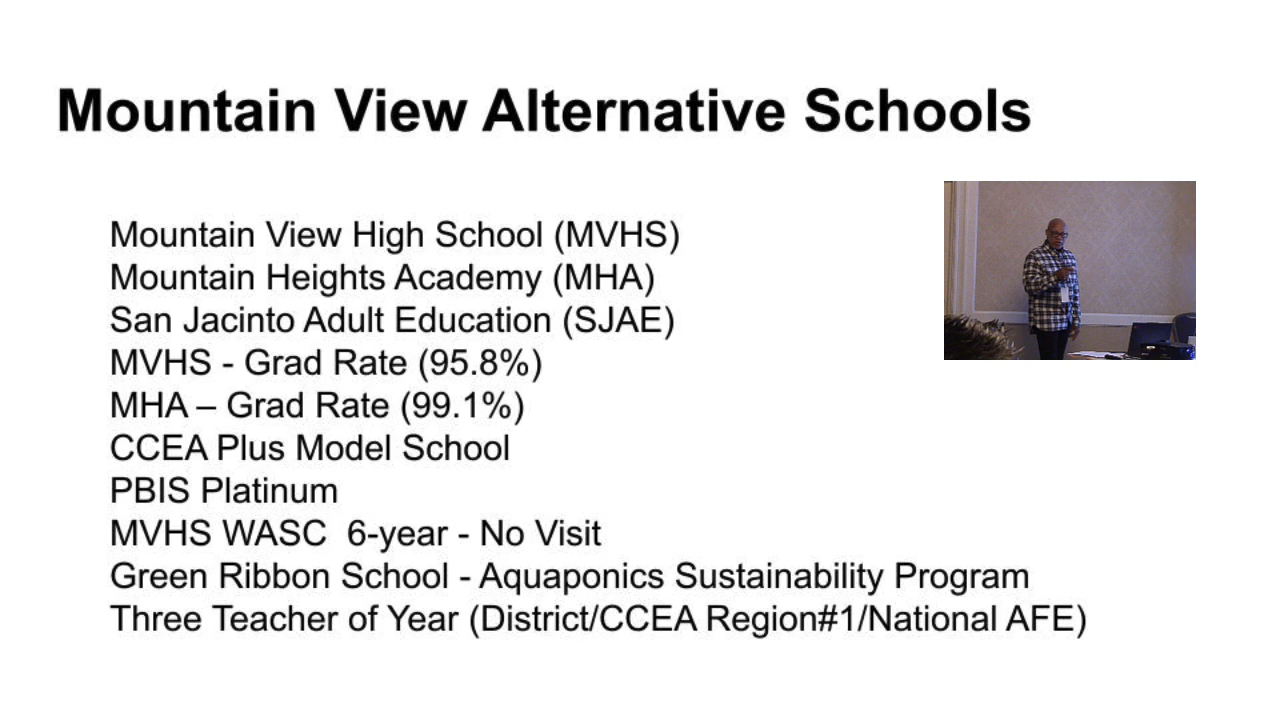 Mountain View Alternative Schools
Mountain View High School (MVHS)
Mountain Heights Academy (MHA)
San Jacinto Adult Education (SJAE)
MVHS - Grad Rate (95.8%)
MHA – Grad Rate (99.1%)
CCEA Plus Model School
PBIS Platinum
MVHS WASC  6-year - No Visit
Green Ribbon School - Aquaponics Sustainability Program
Three Teacher of Year (District/CCEA Region#1/National AFE)